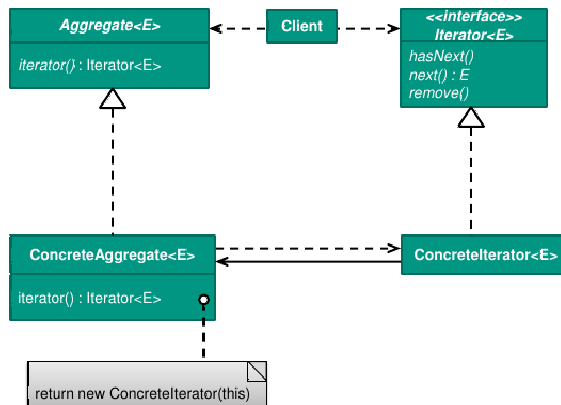 Aggregate<E>
iterator() : Iterator<E>
Client
<<interface>>
Iterator<E>
hasNext()
next() : E
remove()
ConcreteAggregate<E>
iterator() : Iterator<E>
ConcreteIterator<E>
return new ConcreteIterator(this)